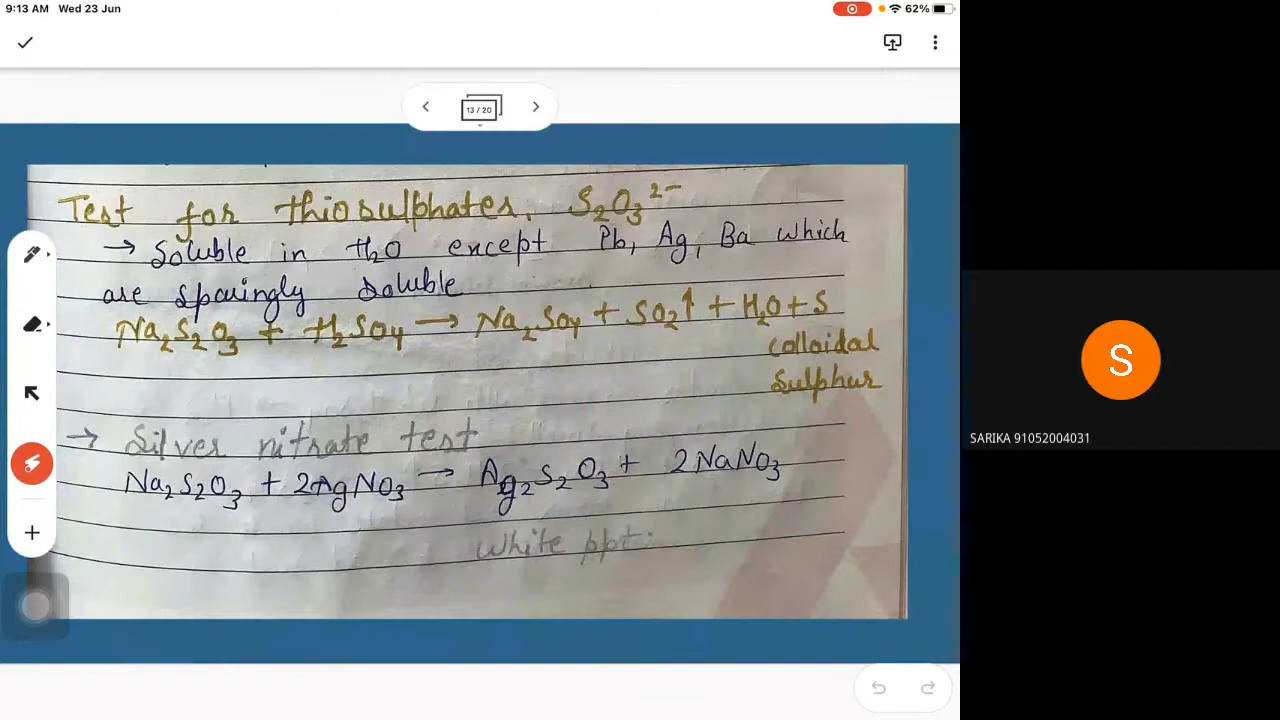 9:13 AM Wed 23 Jun
62%
13 / 20
Test for thiosulphates, S₂O₃²⁻
→ Soluble in H₂O except Pb, Ag, Ba which
are sparingly soluble
Na₂S₂O₃ + H₂SO₄ → Na₂SO₄ + SO₂↑ + H₂O + S
colloidal
sulphur
→ Silver nitrate test
Na₂S₂O₃ + 2AgNO₃ → Ag₂S₂O₃ + 2NaNO₃
white ppt.
S
SARIKA 91052004031